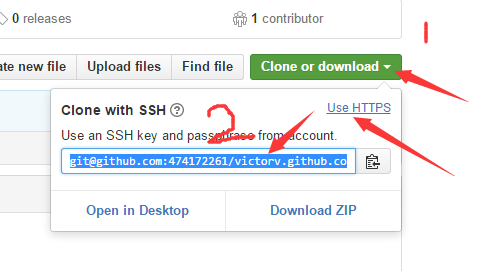 0 releases
1 contributor
1
ate new file
Upload files
Find file
Clone or download
Clone with SSH ?
Use HTTPS
2
Use an SSH key and passphrase from account.
git@github.com:474172261/victorv.github.co
Open in Desktop
Download ZIP